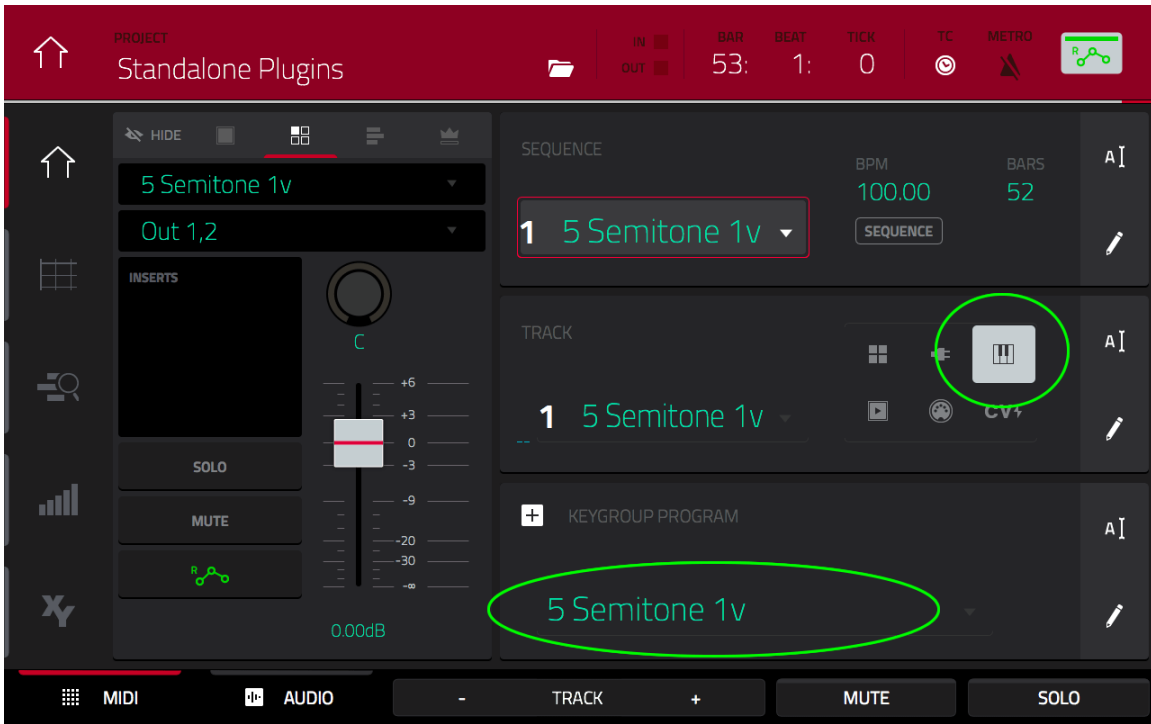 PROJECT
Standalone Plugins
IN
OUT
BAR BEAT TICK
53: 1: 0
TC METRO
R
HIDE
5 Semitone 1v
Out 1,2
INSERTS
C
+6
+3
0
-3
-9
-20
-30
-∞
SOLO
MUTE
R
0.00dB
SEQUENCE
1 5 Semitone 1v
BPM BARS
100.00 52
SEQUENCE
A
TRACK
1 5 Semitone 1v
CV
A
KEYGROUP PROGRAM
5 Semitone 1v
A
XY
MIDI AUDIO - TRACK + MUTE SOLO